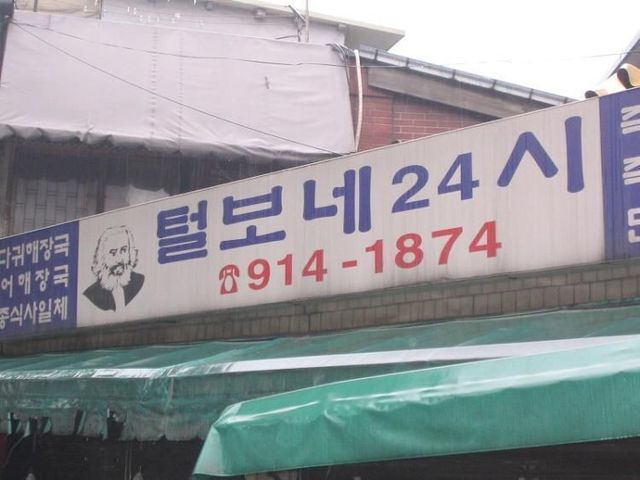 다귀해장국
어해장국
종식사일체
털보네24시
☎914-1874